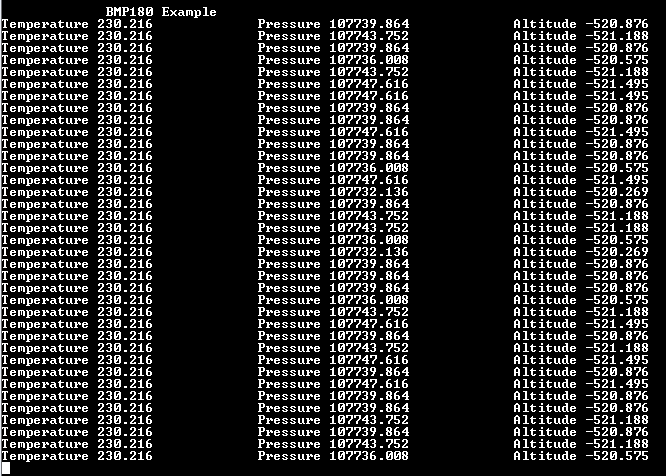 BMP180 Example
Temperature 230.216 Pressure 107739.864 Altitude -520.876
Temperature 230.216 Pressure 107743.752 Altitude -521.188
Temperature 230.216 Pressure 107739.864 Altitude -520.876
Temperature 230.216 Pressure 107736.008 Altitude -520.575
Temperature 230.216 Pressure 107743.752 Altitude -521.188
Temperature 230.216 Pressure 107747.616 Altitude -521.495
Temperature 230.216 Pressure 107747.616 Altitude -521.495
Temperature 230.216 Pressure 107739.864 Altitude -520.876
Temperature 230.216 Pressure 107739.864 Altitude -520.876
Temperature 230.216 Pressure 107747.616 Altitude -521.495
Temperature 230.216 Pressure 107739.864 Altitude -520.876
Temperature 230.216 Pressure 107739.864 Altitude -520.876
Temperature 230.216 Pressure 107736.008 Altitude -520.575
Temperature 230.216 Pressure 107747.616 Altitude -521.495
Temperature 230.216 Pressure 107732.136 Altitude -520.269
Temperature 230.216 Pressure 107739.864 Altitude -520.876
Temperature 230.216 Pressure 107743.752 Altitude -521.188
Temperature 230.216 Pressure 107743.752 Altitude -521.188
Temperature 230.216 Pressure 107736.008 Altitude -520.575
Temperature 230.216 Pressure 107732.136 Altitude -520.269
Temperature 230.216 Pressure 107739.864 Altitude -520.876
Temperature 230.216 Pressure 107739.864 Altitude -520.876
Temperature 230.216 Pressure 107739.864 Altitude -520.876
Temperature 230.216 Pressure 107736.008 Altitude -520.575
Temperature 230.216 Pressure 107743.752 Altitude -521.188
Temperature 230.216 Pressure 107747.616 Altitude -521.495
Temperature 230.216 Pressure 107739.864 Altitude -520.876
Temperature 230.216 Pressure 107743.752 Altitude -521.188
Temperature 230.216 Pressure 107747.616 Altitude -521.495
Temperature 230.216 Pressure 107739.864 Altitude -520.876
Temperature 230.216 Pressure 107747.616 Altitude -521.495
Temperature 230.216 Pressure 107739.864 Altitude -520.876
Temperature 230.216 Pressure 107739.864 Altitude -520.876
Temperature 230.216 Pressure 107743.752 Altitude -521.188
Temperature 230.216 Pressure 107739.864 Altitude -520.876
Temperature 230.216 Pressure 107743.752 Altitude -521.188
Temperature 230.216 Pressure 107736.008 Altitude -520.575